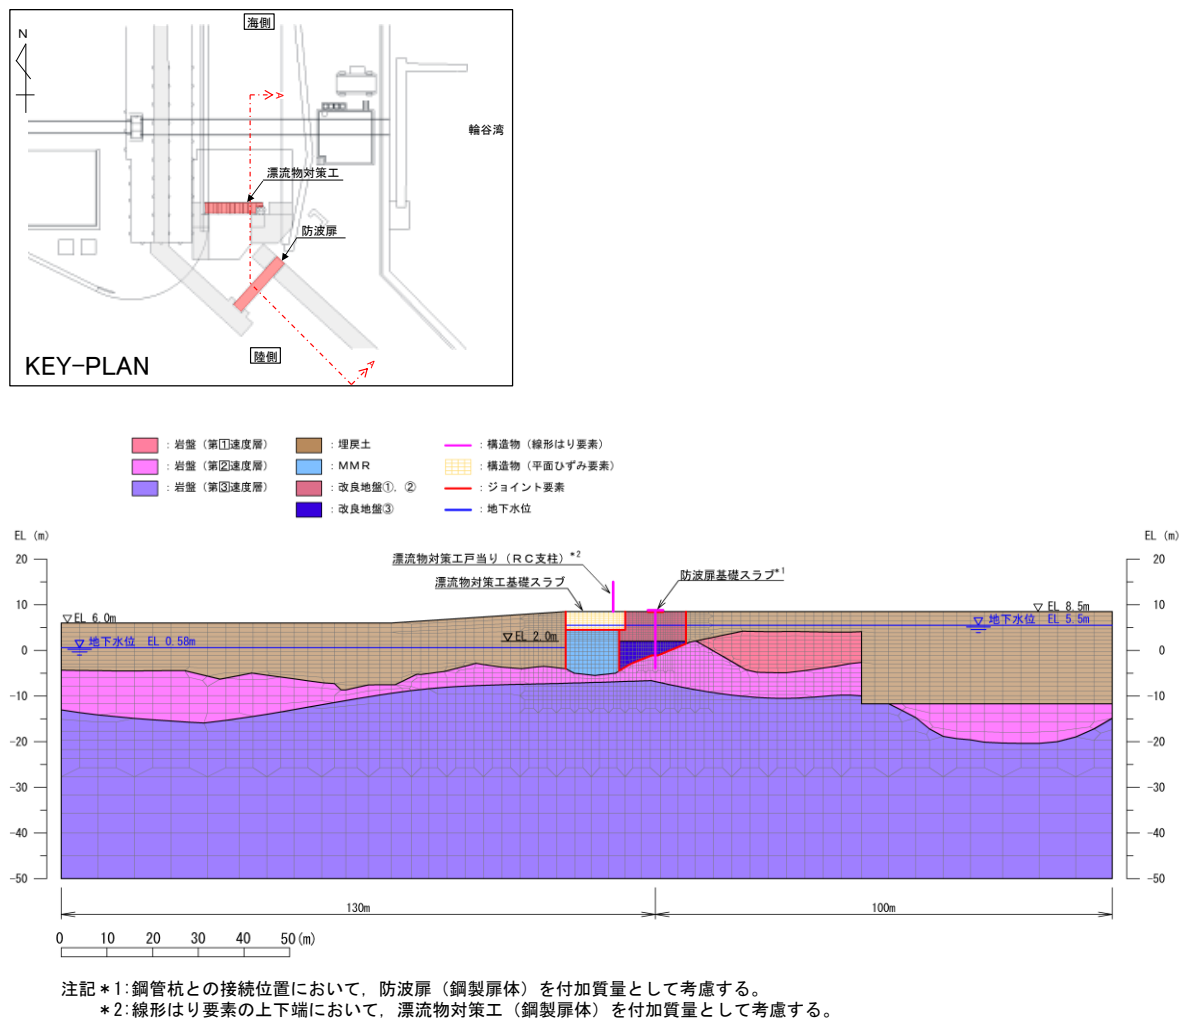 海側
N
A
輪谷湾
漂流物対策工
防波扉
陸側
A
KEY-PLAN
：岩盤（第1速度層）
：埋戻土
：構造物（線形はり要素）
：岩盤（第2速度層）
：ＭＭＲ
：構造物（平面ひずみ要素）
：岩盤（第3速度層）
：改良地盤①，②
：ジョイント要素
：改良地盤③
：地下水位
EL (m)
EL (m)
漂流物対策工戸当り（ＲＣ支柱）*2
漂流物対策工基礎スラブ
防波扉基礎スラブ*1
20
10
0
-10
-20
-30
-40
-50
▽EL 6.0m
▽地下水位 EL 0.58m
▽EL 2.0m
▽EL 8.5m
▽地下水位 EL 5.5m
20
10
0
-10
-20
-30
-40
-50
130m
100m
0 10 20 30 40 50(m)
注記＊1:鋼管杭との接続位置において，防波扉（鋼製扉体）を付加質量として考慮する。
＊2:線形はり要素の上下端において，漂流物対策工（鋼製扉体）を付加質量として考慮する。